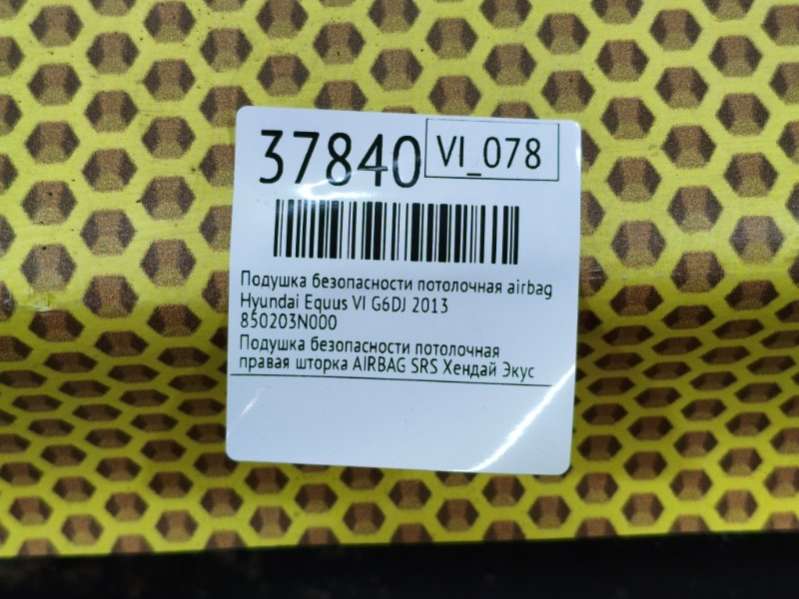 37840 VI_078
Подушка безопасности потолочная airbag
Hyundai Equus VI G6DJ 2013
850203N000
Подушка безопасности потолочная
правая шторка AIRBAG SRS Хендай Экус